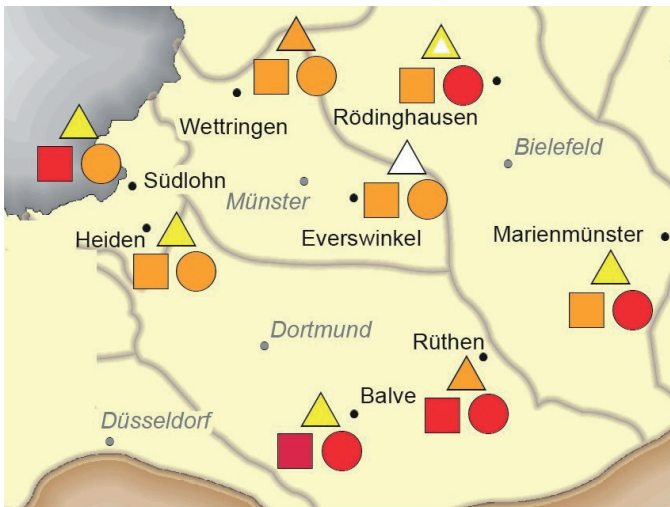 Wettringen
Rödinghausen
Bielefeld
Südlohn
Münster
Everswinkel
Heiden
Marienmünster
Dortmund
Rüthen
Balve
Düsseldorf